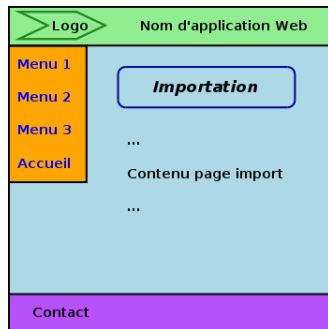 Logo
Nom d'application Web
Menu 1
Menu 2
Menu 3
Accueil
Importation
...
Contenu page import
...
Contact